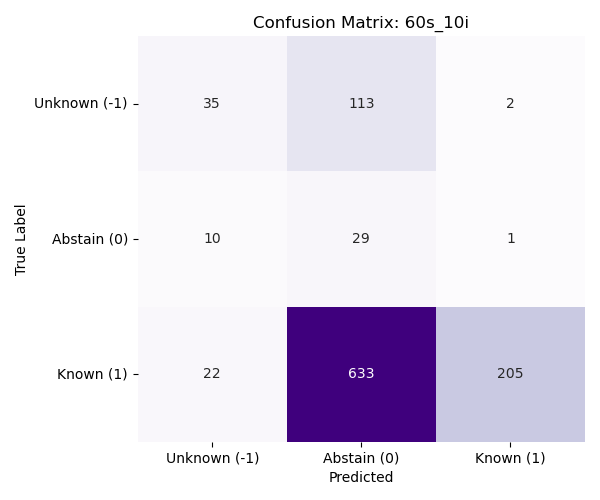 Confusion Matrix: 60s_10i
True Label
Unknown (-1) 35 113 2
Abstain (0) 10 29 1
Known (1) 22 633 205
Unknown (-1) Abstain (0) Known (1)
Predicted